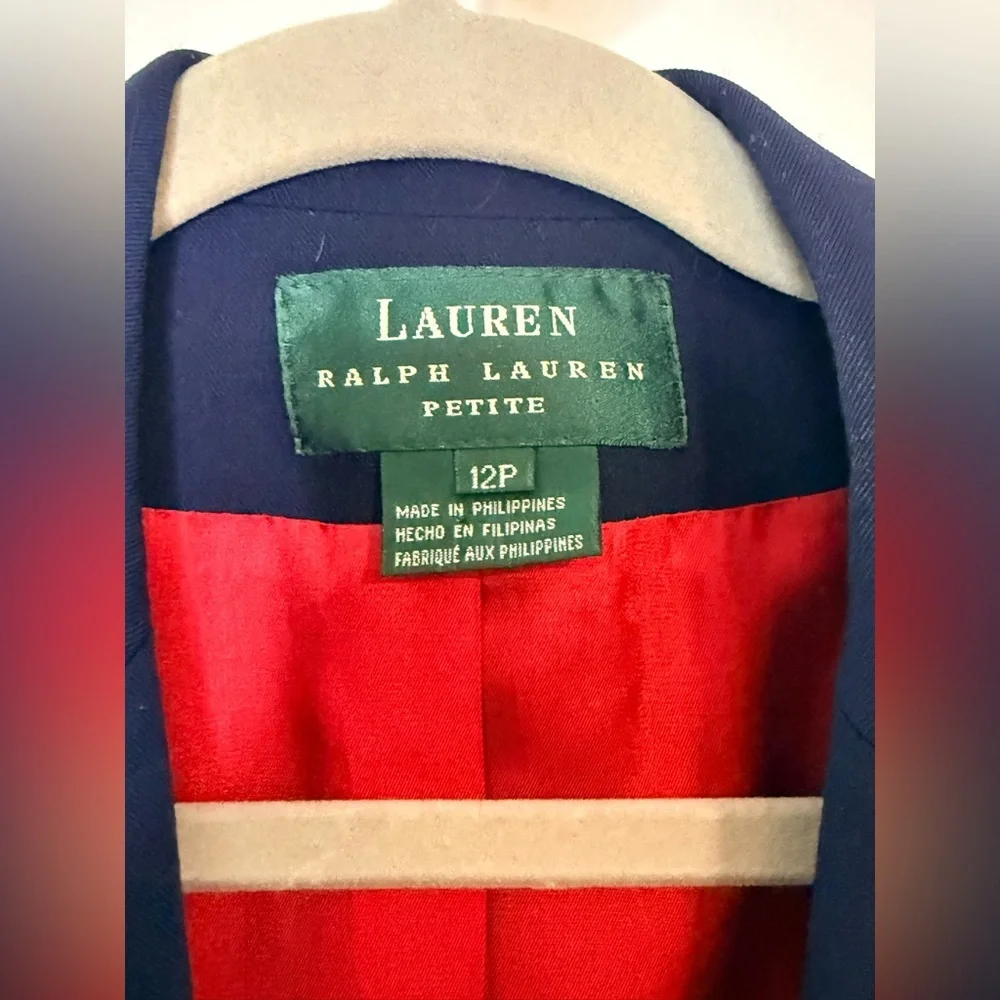 LAUREN
RALPH LAUREN
PETITE
12P
MADE IN PHILIPPINES
HECHO EN FILIPINAS
FABRIQUÉ AUX PHILIPPINES